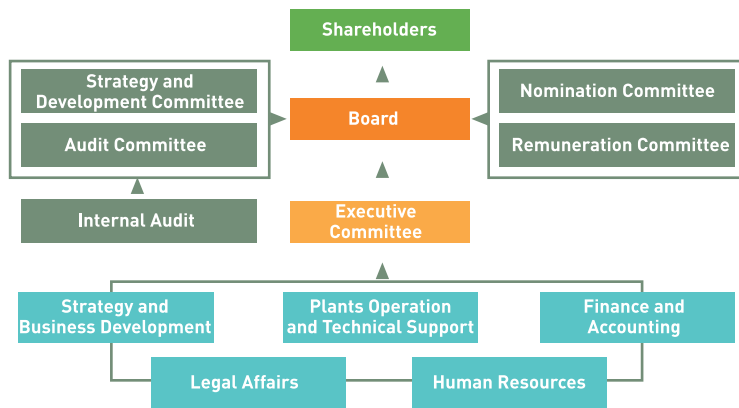 Shareholders
Strategy and
Development Committee
Audit Committee
Board
Nomination Committee
Remuneration Committee
Internal Audit
Executive
Committee
Strategy and
Business Development
Plants Operation
and Technical Support
Finance and
Accounting
Legal Affairs
Human Resources